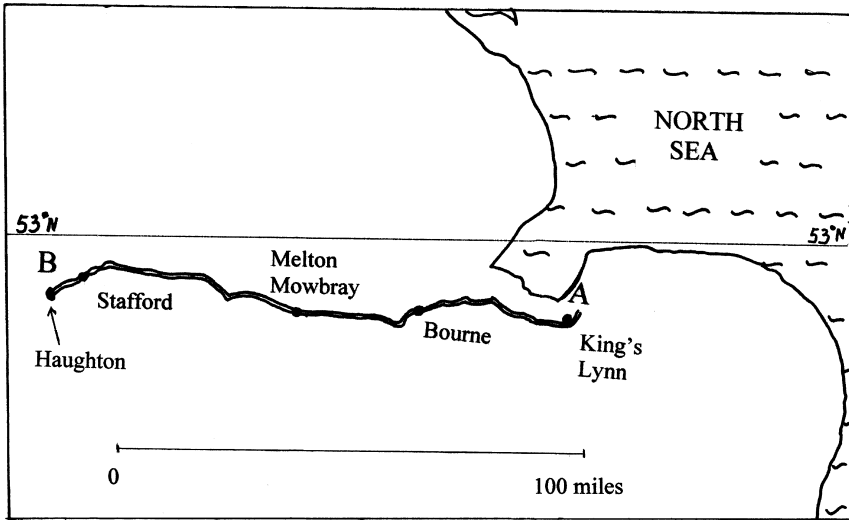 NORTH
SEA
53°N
53°N
B
Melton
Mowbray
Stafford
A
Bourne
King's
Lynn
Haughton
0
100 miles